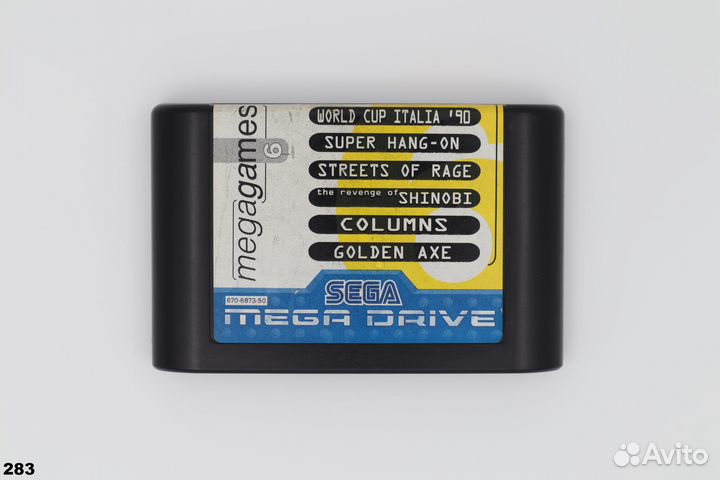 megagames 6
WORLD CUP ITALIA '90
SUPER HANG-ON
STREETS OF RAGE
the revenge of SHINOBI
COLUMNS
GOLDEN AXE
SEGA
670-6873-50
MEGA DRIVE
283
Avito